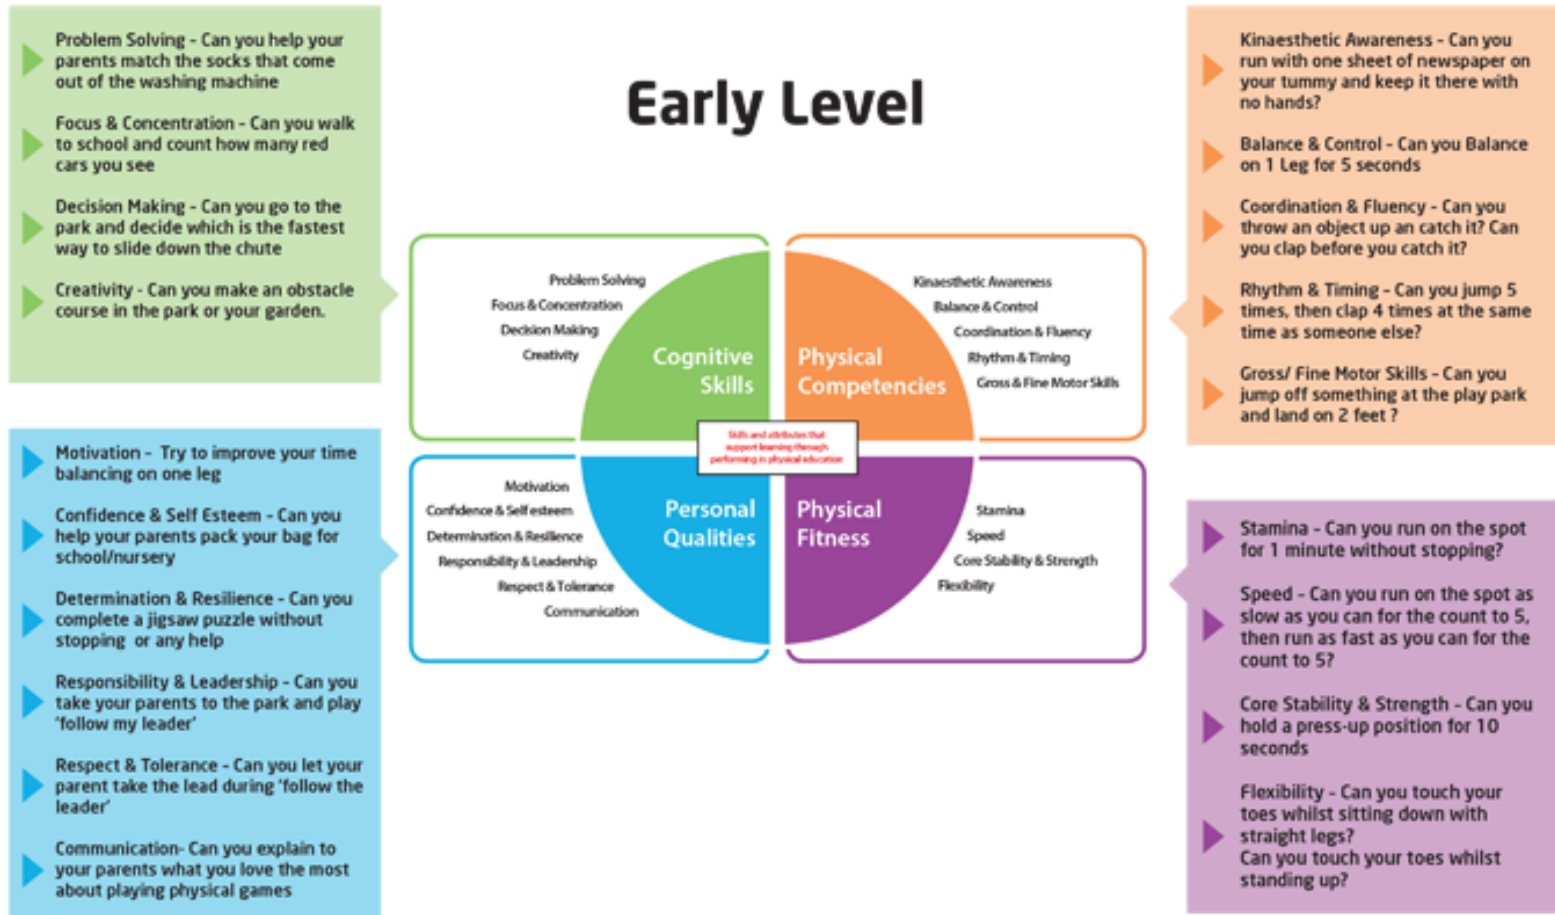 Early Level
Problem Solving - Can you help your
parents match the socks that come
out of the washing machine
Focus & Concentration - Can you walk
to school and count how many red
cars you see
Decision Making - Can you go to the
park and decide which is the fastest
way to slide down the chute
Creativity - Can you make an obstacle
course in the park or your garden.
Motivation - Try to improve your time
balancing on one leg
Confidence & Self Esteem - Can you
help your parents pack your bag for
school/nursery
Determination & Resilience - Can you
complete a jigsaw puzzle without
stopping or any help
Responsibility & Leadership - Can you
take your parents to the park and play
'follow my leader'
Respect & Tolerance - Can you let your
parent take the lead during 'follow the
leader'
Communication- Can you explain to
your parents what you love the most
about playing physical games
Problem Solving
Focus & Concentration
Decision Making
Creativity
Cognitive
Skills
Physical
Competencies
Kinaesthetic Awareness
Balance & Control
Coordination & Fluency
Rhythm & Timing
Gross & Fine Motor Skills
Skills and attributes that
support learning through
performing in physical education
Motivation
Confidence & Self esteem
Determination & Resilience
Responsibility & Leadership
Respect & Tolerance
Communication
Personal
Qualities
Physical
Fitness
Stamina
Speed
Core Stability & Strength
Flexibility
Kinaesthetic Awareness - Can you
run with one sheet of newspaper on
your tummy and keep it there with
no hands?
Balance & Control - Can you Balance
on 1 Leg for 5 seconds
Coordination & Fluency - Can you
throw an object up an catch it? Can
you clap before you catch it?
Rhythm & Timing - Can you jump 5
times, then clap 4 times at the same
time as someone else?
Gross/ Fine Motor Skills - Can you
jump off something at the play park
and land on 2 feet ?
Stamina - Can you run on the spot
for 1 minute without stopping?
Speed - Can you run on the spot as
slow as you can for the count to 5,
then run as fast as you can for the
count to 5?
Core Stability & Strength - Can you
hold a press-up position for 10
seconds
Flexibility - Can you touch your
toes whilst sitting down with
straight legs?
Can you touch your toes whilst
standing up?